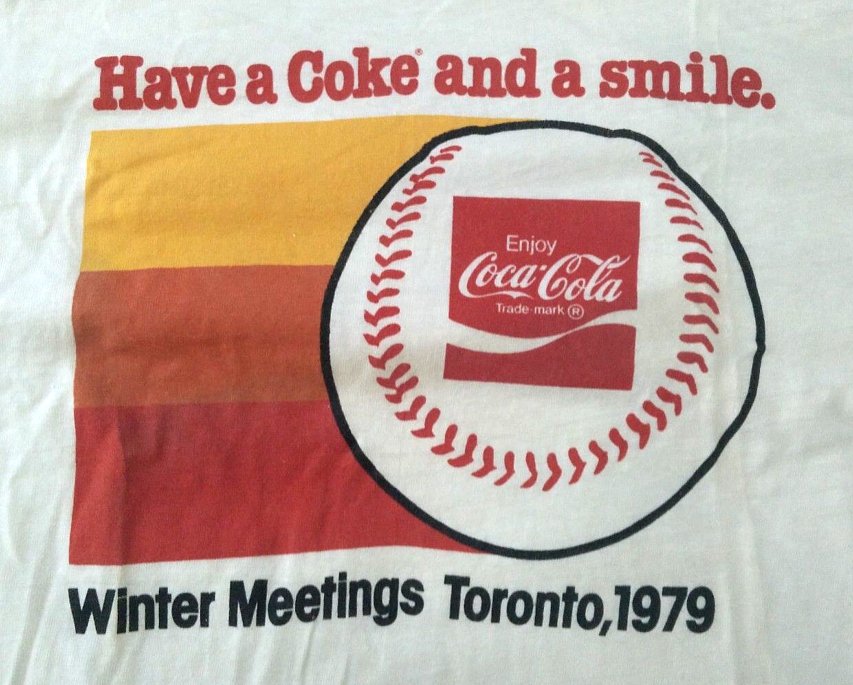 Have a Coke® and a smile.
Enjoy
Coca-Cola
Trade-mark ®
Winter Meetings Toronto, 1979